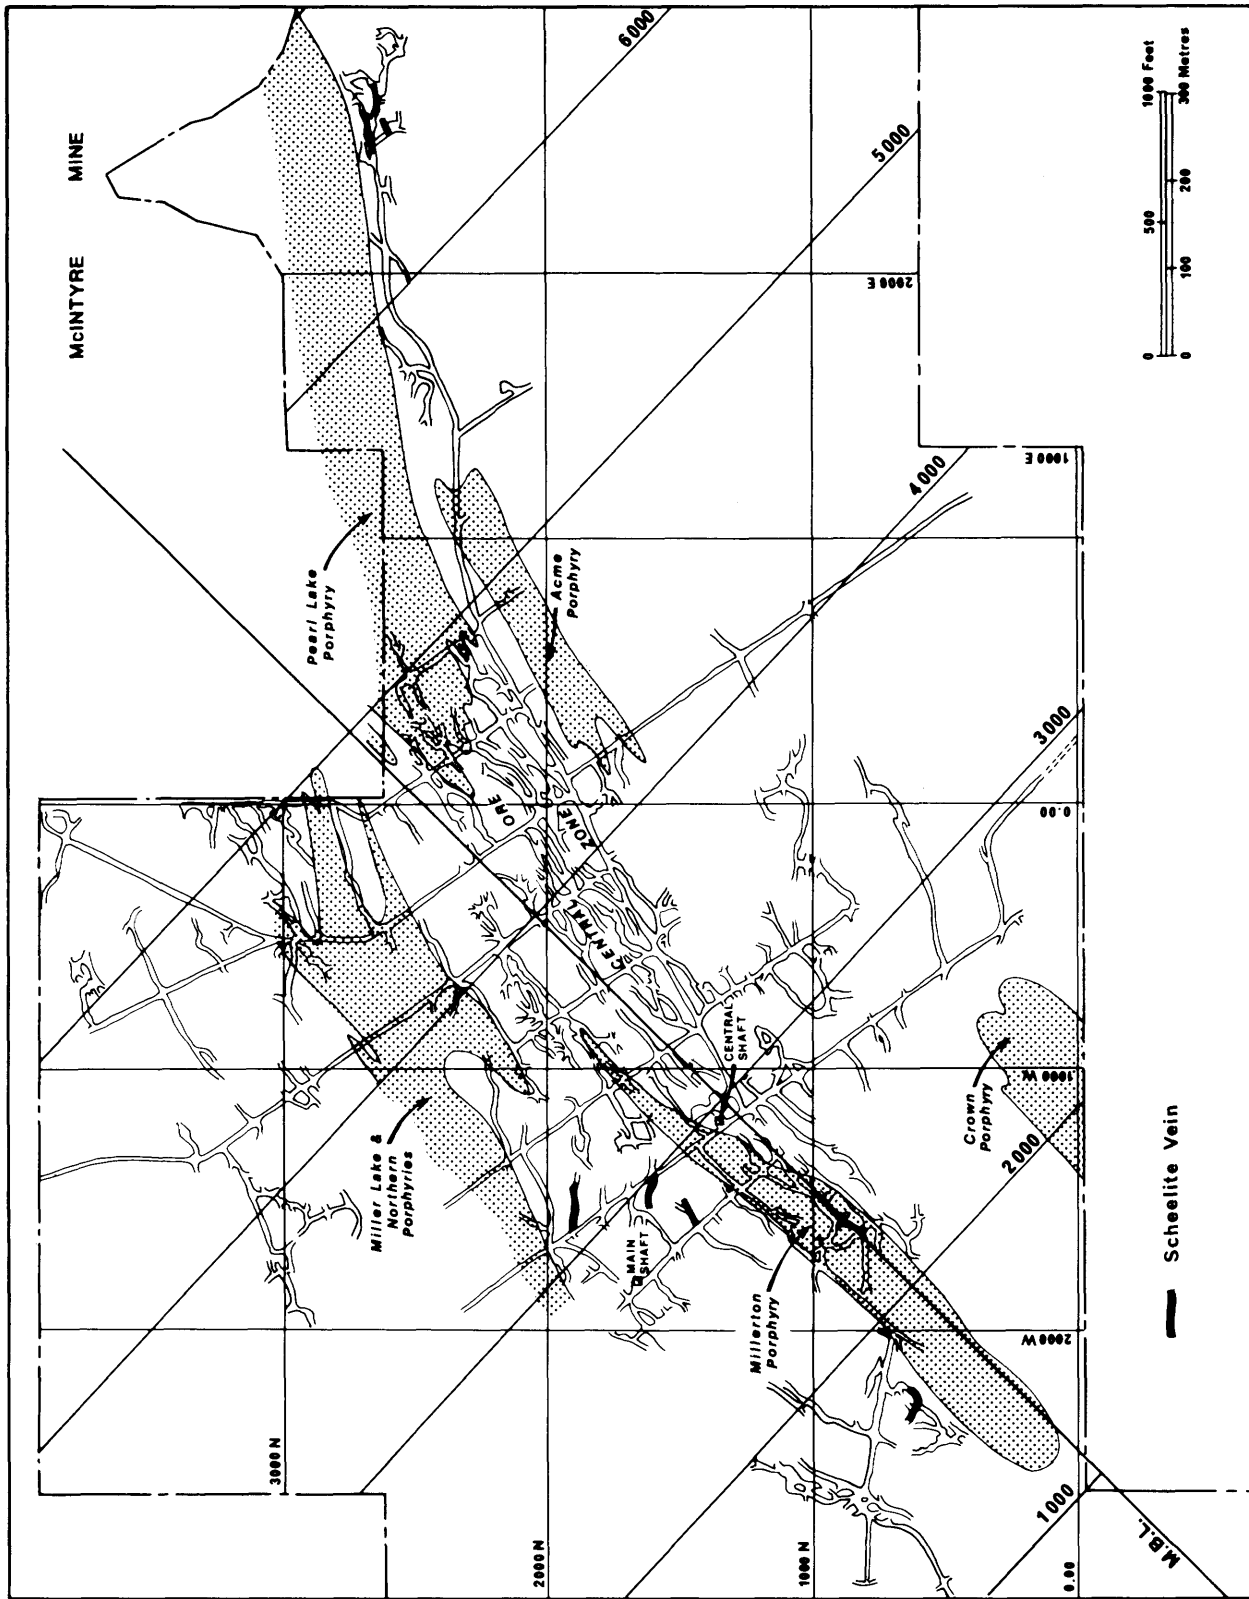 McINTYRE MINE
6000
5000
4000
3000
2000
1000
M.B.L.
1000 Feet
500
0
300 Metres
200
100
0
2000 E
1000 E
0.00
1000 W
2000 W
3000 N
2000 N
1000 N
0.00
Pearl Lake
Porphyry
Acme
Porphyry
ORE
ZONE
CENTRAL
Miller Lake &
Northern
Porphyries
MAIN
SHAFT
CENTRAL
SHAFT
Millerton
Porphyry
Crown
Porphyry
Scheelite Vein